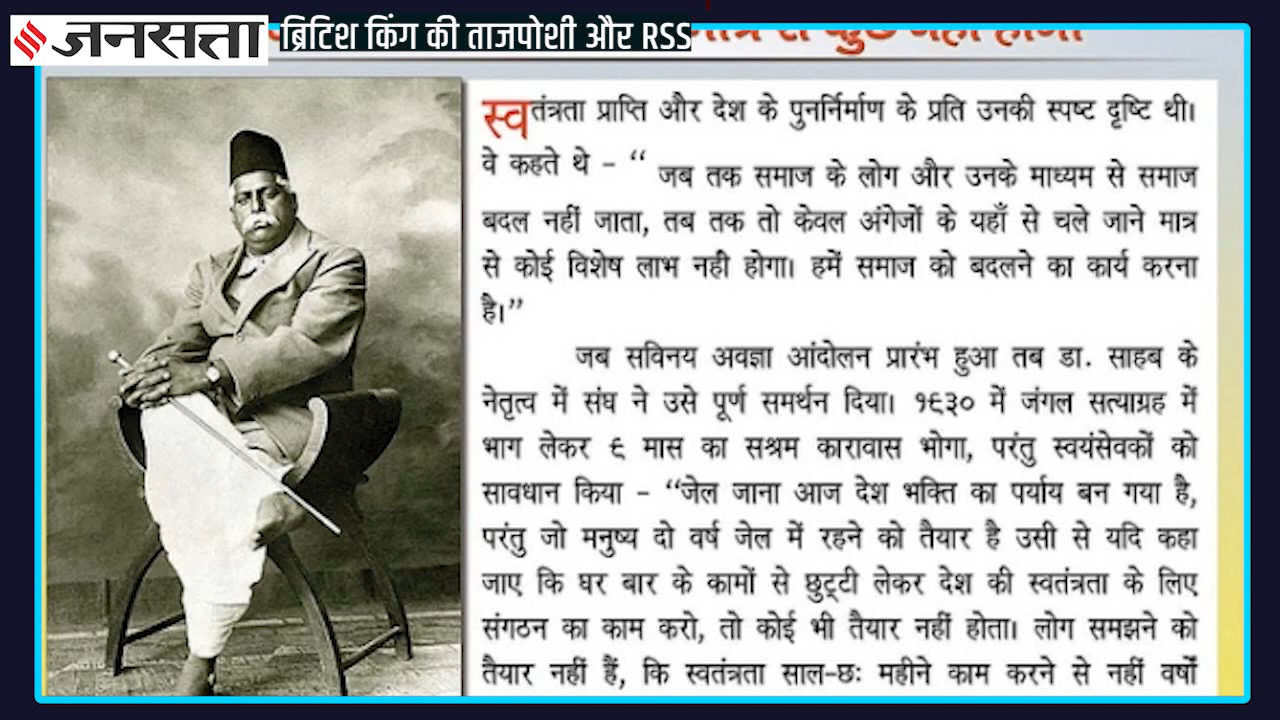 जनसत्ता
ब्रिटिश किंग की ताजपोशी और RSS
स्वतंत्रता प्राप्ति और देश के पुनर्निर्माण के प्रति उनकी स्पष्ट दृष्टि थी।
वे कहते थे – “ जब तक समाज के लोग और उनके माध्यम से समाज
बदल नहीं जाता, तब तक तो केवल अंगेजों के यहाँ से चले जाने मात्र
से कोई विशेष लाभ नही होगा। हमें समाज को बदलने का कार्य करना
है।”
जब सविनय अवज्ञा आंदोलन प्रारंभ हुआ तब डा. साहब के
नेतृत्व में संघ ने उसे पूर्ण समर्थन दिया। १९३० में जंगल सत्याग्रह में
भाग लेकर ९ मास का सश्रम कारावास भोगा, परंतु स्वयंसेवकों को
सावधान किया – “जेल जाना आज देश भक्ति का पर्याय बन गया है,
परंतु जो मनुष्य दो वर्ष जेल में रहने को तैयार है उसी से यदि कहा
जाए कि घर बार के कामों से छुट्टी लेकर देश की स्वतंत्रता के लिए
संगठन का काम करो, तो कोई भी तैयार नहीं होता। लोग समझने को
तैयार नहीं हैं, कि स्वतंत्रता साल-छः महीने काम करने से नहीं वर्षों